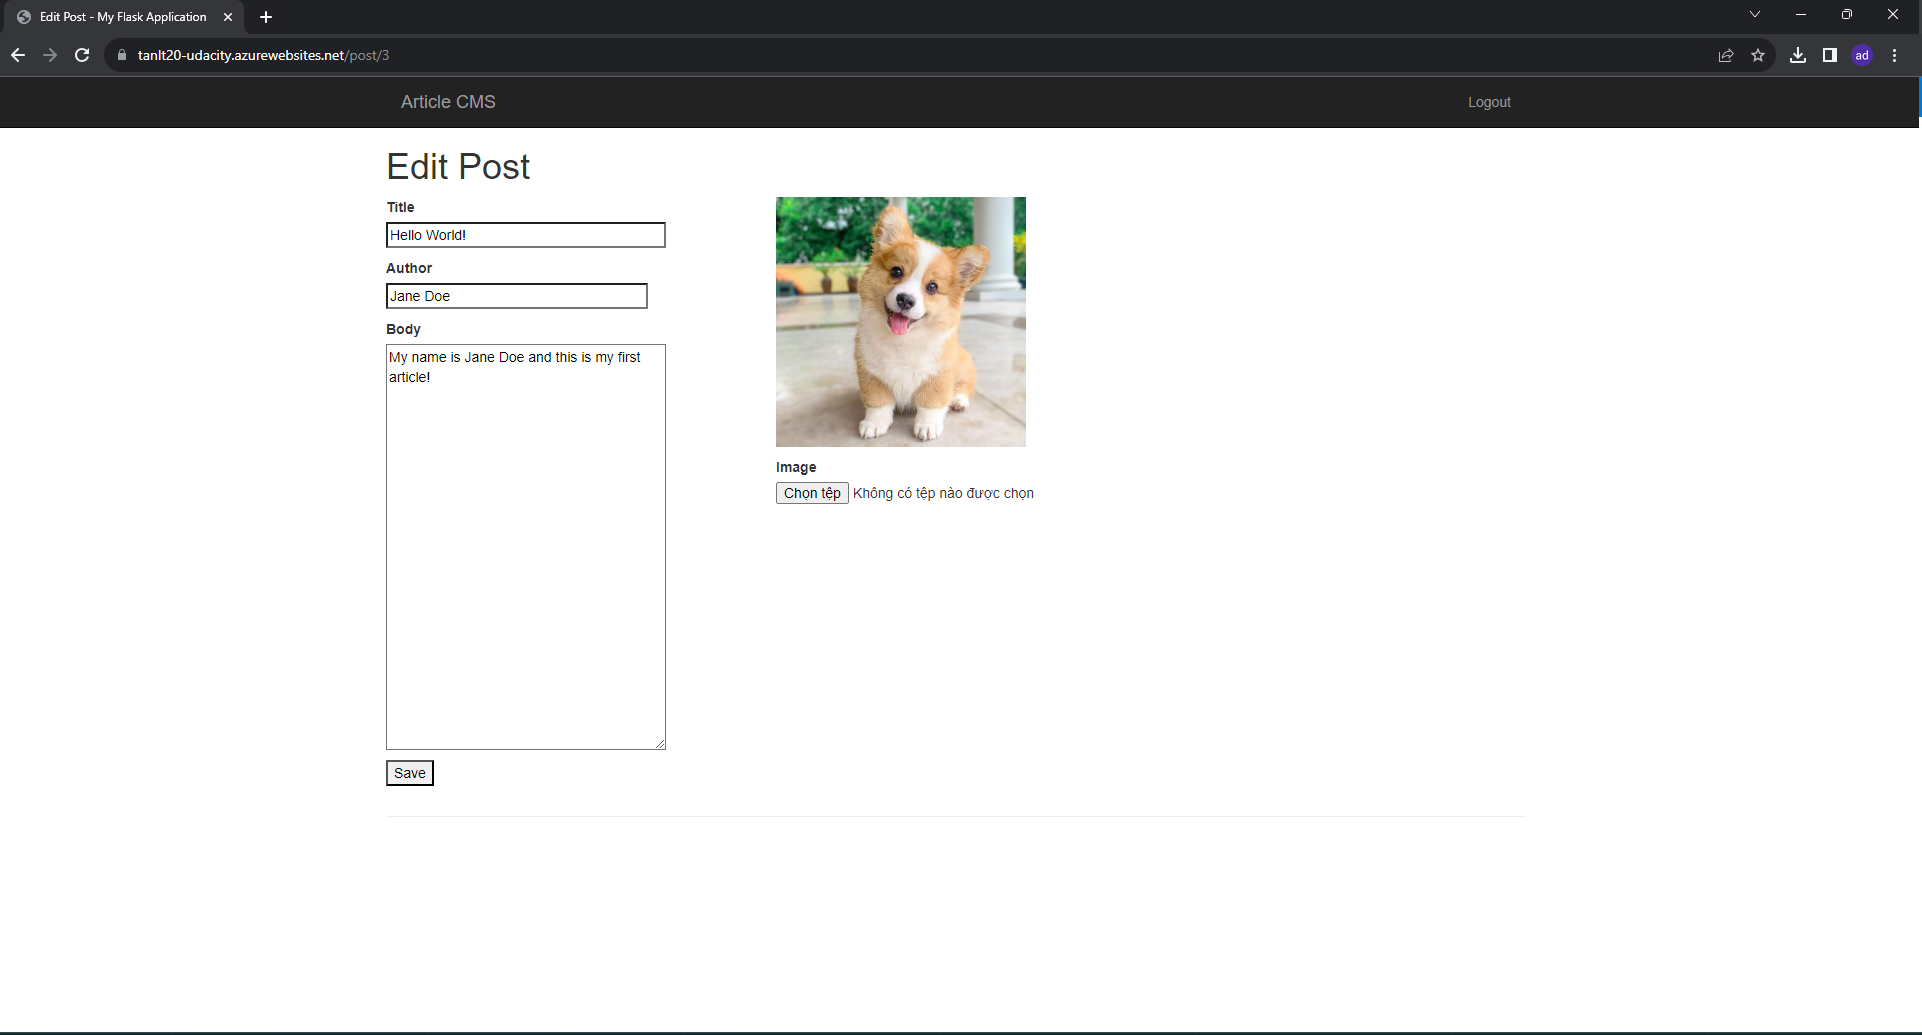 Edit Post - My Flask Application
tanlt20-udacity.azurewebsites.net/post/3
ad
Article CMS
Logout
Edit Post
Title
Hello World!
Author
Jane Doe
Body
My name is Jane Doe and this is my first
article!
Image
Chọn tệp Không có tệp nào được chọn
Save